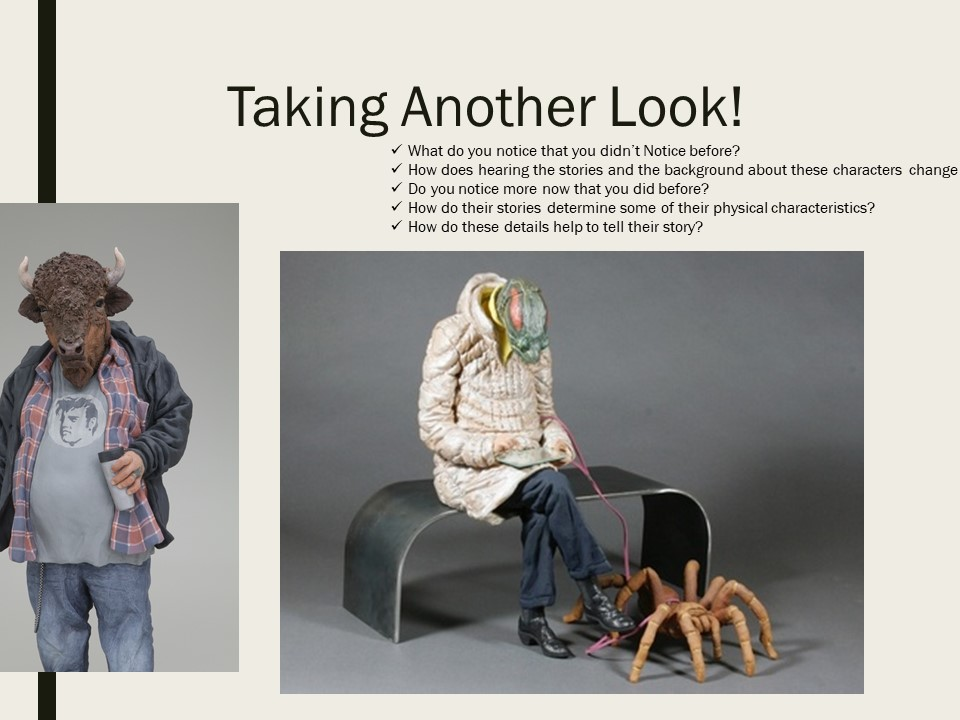 Taking Another Look!
✓ What do you notice that you didn’t Notice before?
✓ How does hearing the stories and the background about these characters change
✓ Do you notice more now that you did before?
✓ How do their stories determine some of their physical characteristics?
✓ How do these details help to tell their story?